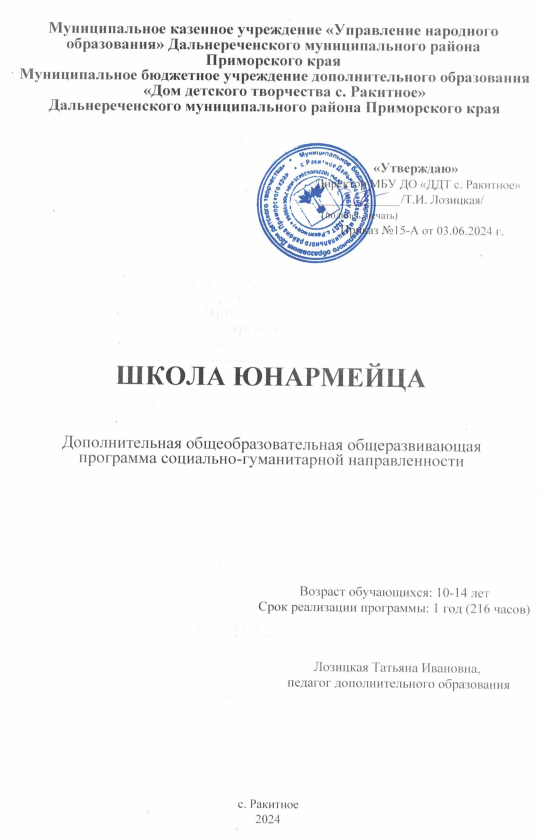 Муниципальное казенное учреждение «Управление народного
образования» Дальнереченского муниципального района
Приморского края
Муниципальное бюджетное учреждение дополнительного образования
«Дом детского творчества с. Ракитное»
Дальнереченского муниципального района Приморского края
«Утверждаю»
Директор МБУ ДО «ДДТ с. Ракитное»
/Т.И. Лозицкая/
Приказ №15-А от 03.06.2024 г.
ШКОЛА ЮНАРМЕЙЦА
Дополнительная общеобразовательная общеразвивающая
программа социально-гуманитарной направленности
Возраст обучающихся: 10-14 лет
Срок реализации программы: 1 год (216 часов)
Лозицкая Татьяна Ивановна,
педагог дополнительного образования
с. Ракитное
2024